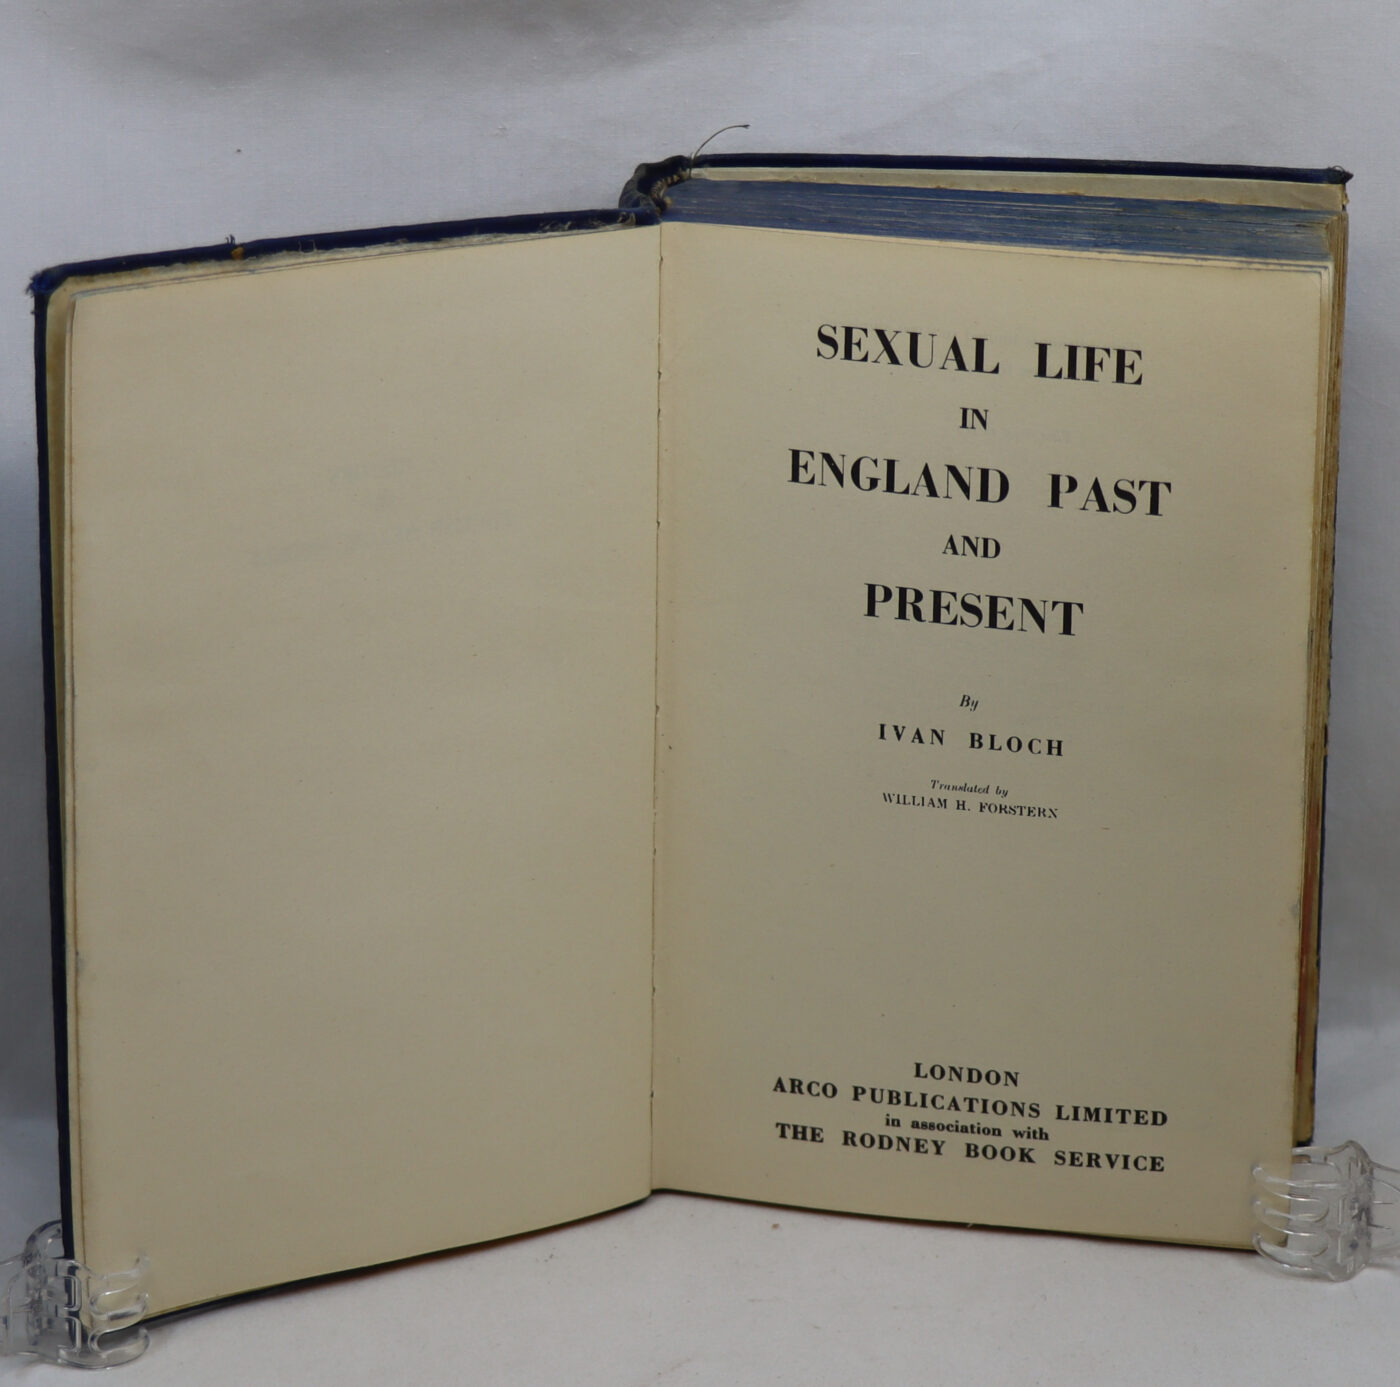 SEXUAL LIFE
IN
ENGLAND PAST
AND
PRESENT
By
IVAN BLOCH
Translated by
WILLIAM H. FORSTERN
LONDON
ARCO PUBLICATIONS LIMITED
in association with
THE RODNEY BOOK SERVICE